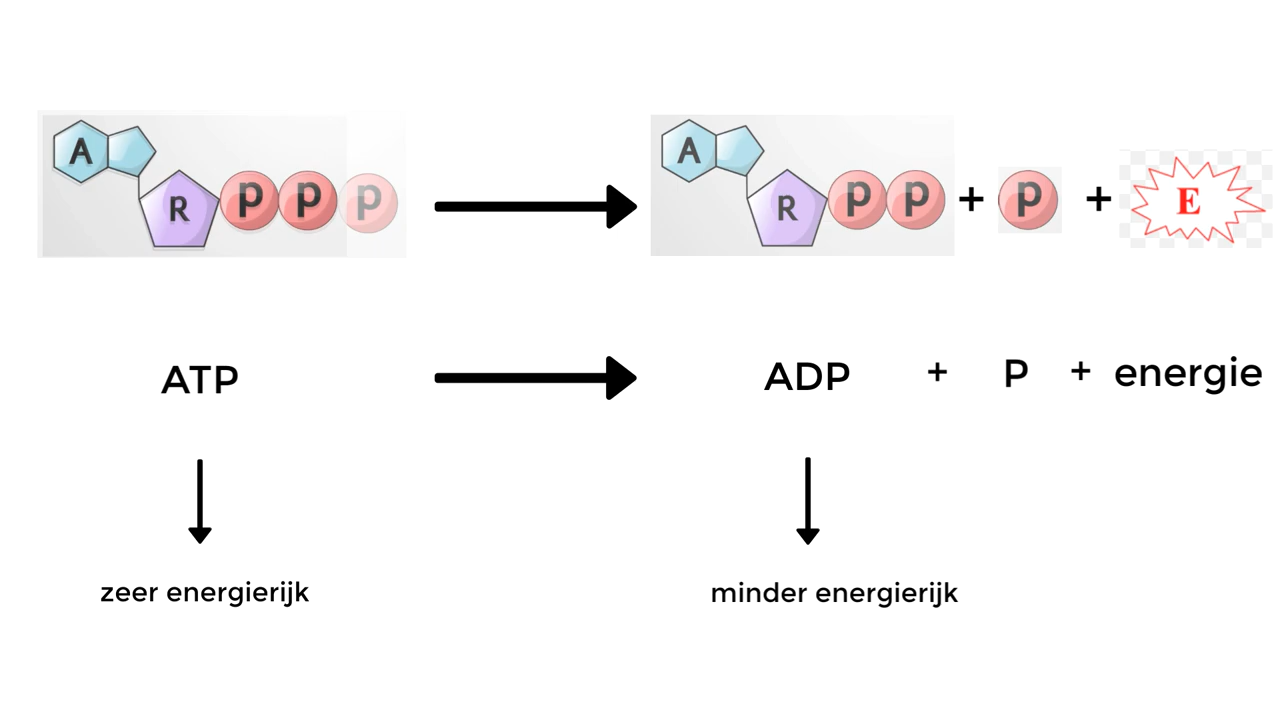 A R P P P A R P P + P + E
ATP ADP + P + energie
zeer energierijk minder energierijk